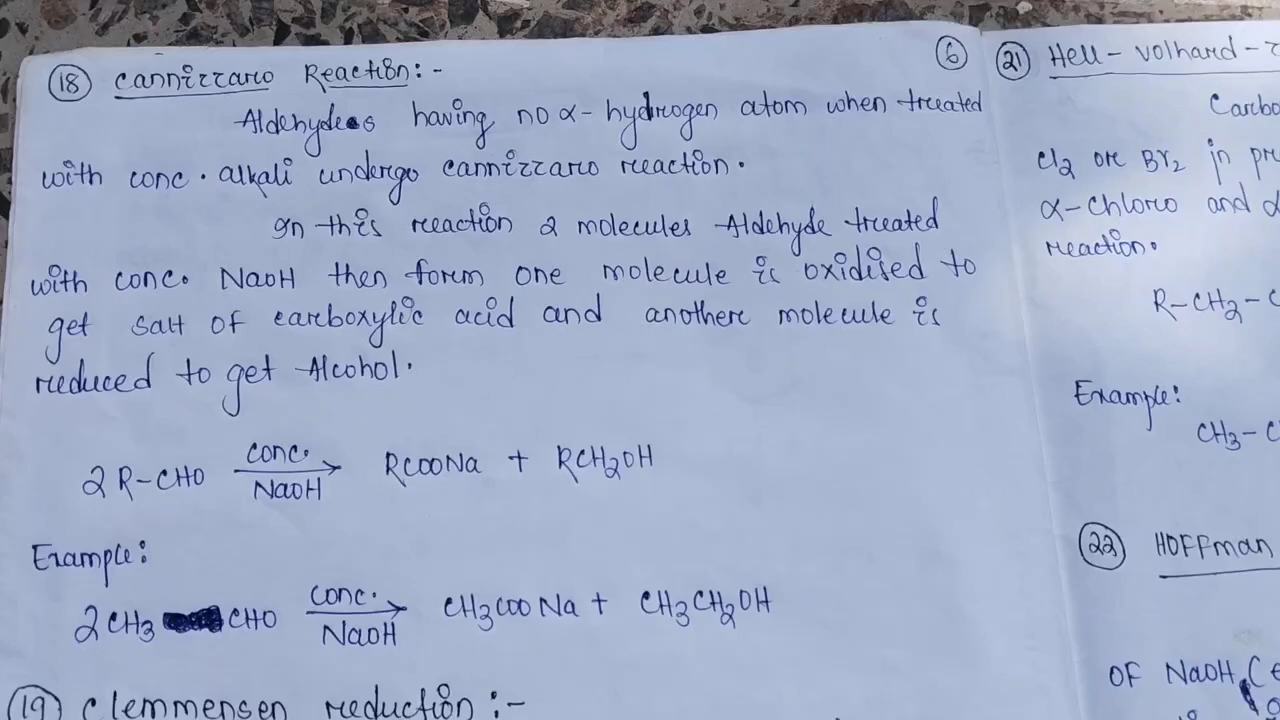 (18) Cannizzaro Reaction:-
(6)
Aldehydes having no α-hydrogen atom when treated
with conc. alkali undergo cannizzaro reaction.
In this reaction 2 molecules Aldehyde treated
with conc. NaOH then form one molecule is oxidised to
get salt of carboxylic acid and another molecule is
reduced to get Alcohol.
2R-CHO conc. NaOH → RCOONa + RCH2OH
Example:
2CH3 CHO conc. NaOH → CH3COONa + CH3CH2OH
(19) Clemmensen reduction:-
(21) Hell-volhard-
Carbo
Cl2 or Br2 in pre
α-chloro and
reaction.
R-CH2-C
Example:
CH3-C
(22) HOFFman
OF NaOH